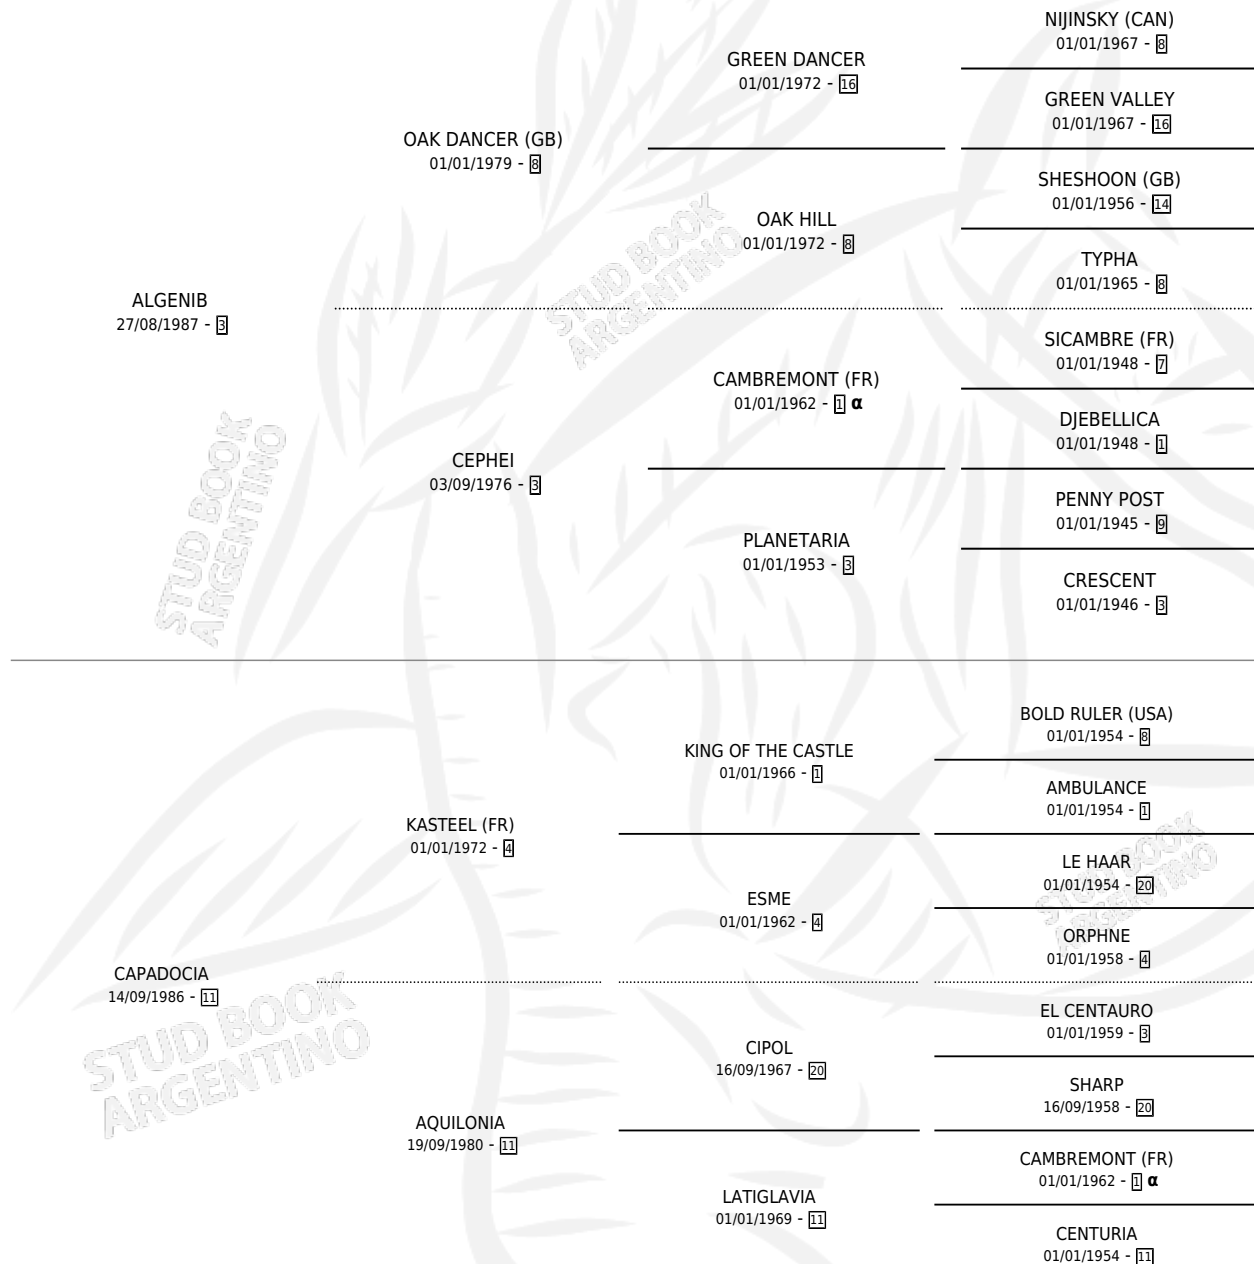 NIJINSKY (CAN)
01/01/1967 - 8
GREEN DANCER
01/01/1972 - 16
GREEN VALLEY
01/01/1967 - 16
OAK DANCER (GB)
01/01/1979 - 8
SHESHOON (GB)
01/01/1956 - 14
OAK HILL
01/01/1972 - 8
TYPHA
01/01/1965 - 8
STUD BOOK
ARGENTINO
ALGENIB
27/08/1987 - 3
SICAMBRE (FR)
01/01/1948 - 7
CAMBREMONT (FR)
01/01/1962 - 1 α
DJEBELLICA
01/01/1948 - 1
CEPHEI
03/09/1976 - 3
STUD BOOK
ARGENTINO
PENNY POST
01/01/1945 - 9
PLANETARIA
01/01/1953 - 3
CRESCENT
01/01/1946 - 3
BOLD RULER (USA)
01/01/1954 - 8
KING OF THE CASTLE
01/01/1966 - 1
AMBULANCE
01/01/1954 - 1
KASTEEL (FR)
01/01/1972 - 4
LE HAAR
01/01/1954 - 20
STUD BOOK
ARGENTINO
ESME
01/01/1962 - 4
ORPHNE
01/01/1958 - 4
CAPADOCIA
14/09/1986 - 11
EL CENTAURO
01/01/1959 - 3
STUD BOOK
ARGENTINO
CIPOL
16/09/1967 - 20
SHARP
16/09/1958 - 20
AQUILONIA
19/09/1980 - 11
CAMBREMONT (FR)
01/01/1962 - 1 α
LATIGLAVIA
01/01/1969 - 11
CENTURIA
01/01/1954 - 11